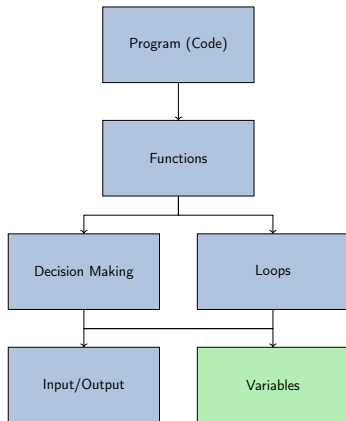 Program (Code)
Functions
Decision Making
Loops
Input/Output
Variables